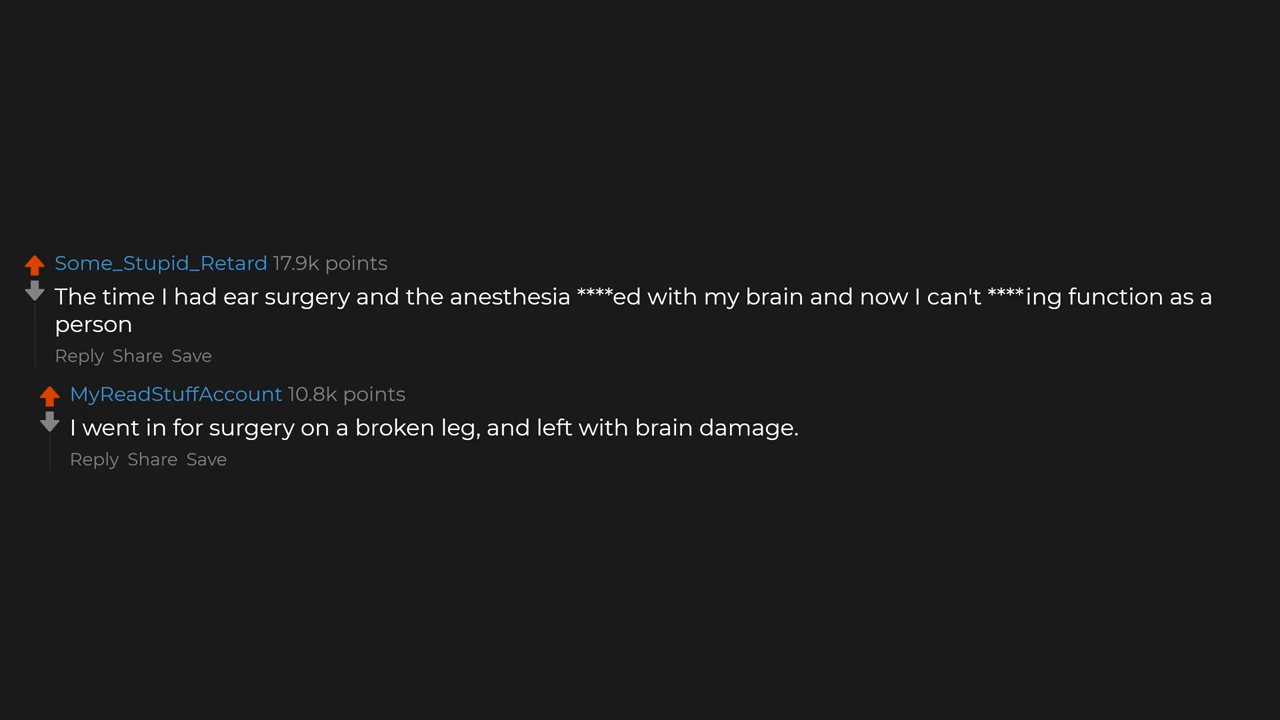 Some_Stupid_Retard 17.9k points
The time I had ear surgery and the anesthesia ****ed with my brain and now I can't ****ing function as a
person
Reply Share Save
MyReadStuffAccount 10.8k points
I went in for surgery on a broken leg, and left with brain damage.
Reply Share Save